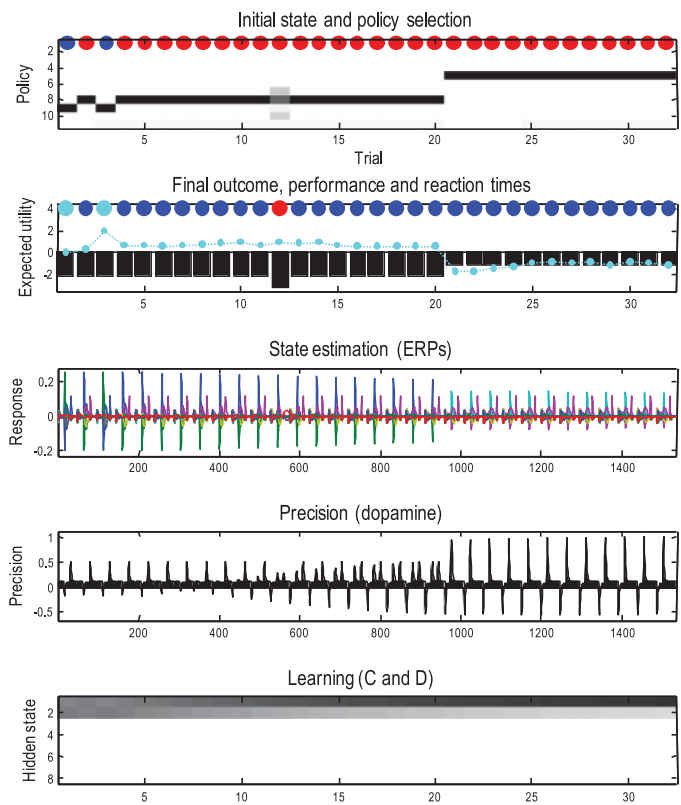 Initial state and policy selection
2
4
6
8
10
Policy
5 10 15 20 25 30
Trial
Final outcome, performance and reaction times
4
2
0
-2
Expected utility
5 10 15 20 25 30
State estimation (ERPs)
0.2
0
-0.2
Response
200 400 600 800 1000 1200 1400
Precision (dopamine)
1
0.5
0
-0.5
Precision
200 400 600 800 1000 1200 1400
Learning (C and D)
2
4
6
8
Hidden state
5 10 15 20 25 30